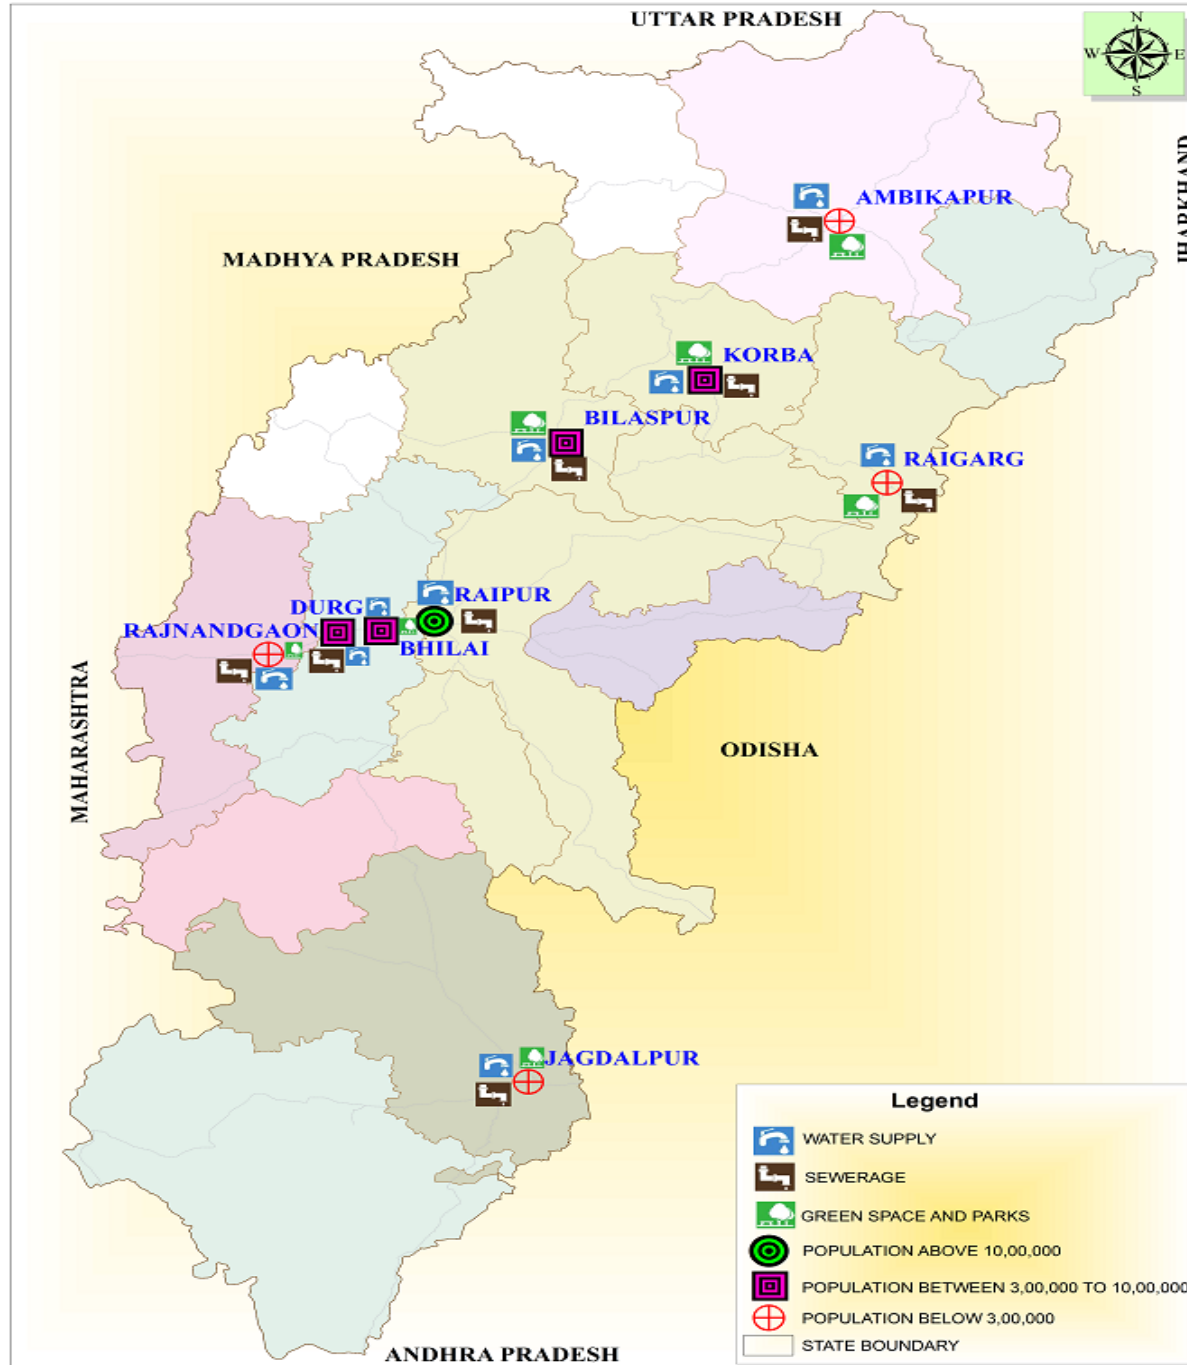 UTTAR PRADESH
N
W
E
S
JHARKHAND
AMBIKAPUR
MADHYA PRADESH
KORBA
BILASPUR
RAIGARG
DURG
RAIPUR
RAJNANDGAON
BHILAI
MAHARASHTRA
ODISHA
JAGDALPUR
Legend
WATER SUPPLY
SEWERAGE
GREEN SPACE AND PARKS
POPULATION ABOVE 10,00,000
POPULATION BETWEEN 3,00,000 TO 10,00,000
POPULATION BELOW 3,00,000
STATE BOUNDARY
ANDHRA PRADESH